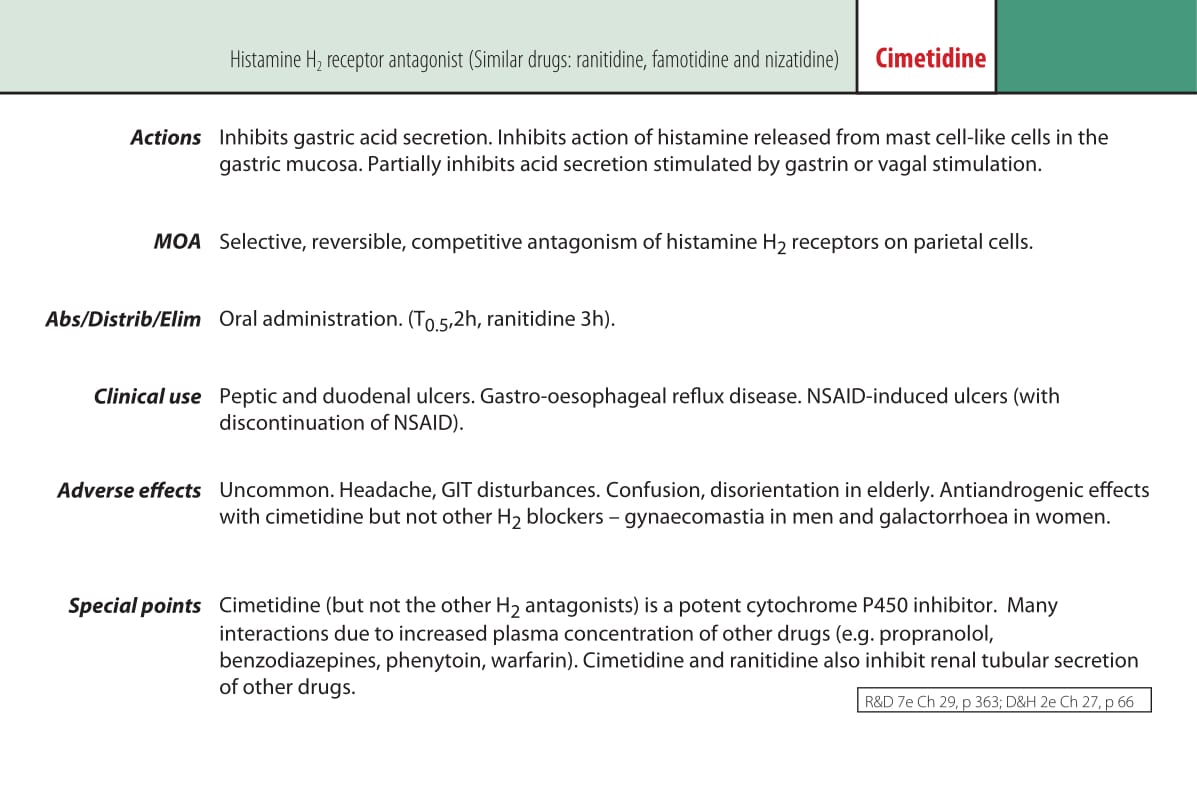 Histamine H2 receptor antagonist (Similar drugs: ranitidine, famotidine and nizatidine)
Cimetidine
Actions Inhibits gastric acid secretion. Inhibits action of histamine released from mast cell-like cells in the
gastric mucosa. Partially inhibits acid secretion stimulated by gastrin or vagal stimulation.
MOA Selective, reversible, competitive antagonism of histamine H2 receptors on parietal cells.
Abs/Distrib/Elim Oral administration. (T0.5,2h, ranitidine 3h).
Clinical use Peptic and duodenal ulcers. Gastro-oesophageal reflux disease. NSAID-induced ulcers (with
discontinuation of NSAID).
Adverse effects Uncommon. Headache, GIT disturbances. Confusion, disorientation in elderly. Antiandrogenic effects
with cimetidine but not other H2 blockers – gynaecomastia in men and galactorrhoea in women.
Special points Cimetidine (but not the other H2 antagonists) is a potent cytochrome P450 inhibitor. Many
interactions due to increased plasma concentration of other drugs (e.g. propranolol,
benzodiazepines, phenytoin, warfarin). Cimetidine and ranitidine also inhibit renal tubular secretion
of other drugs.
R&D 7e Ch 29, p 363; D&H 2e Ch 27, p 66